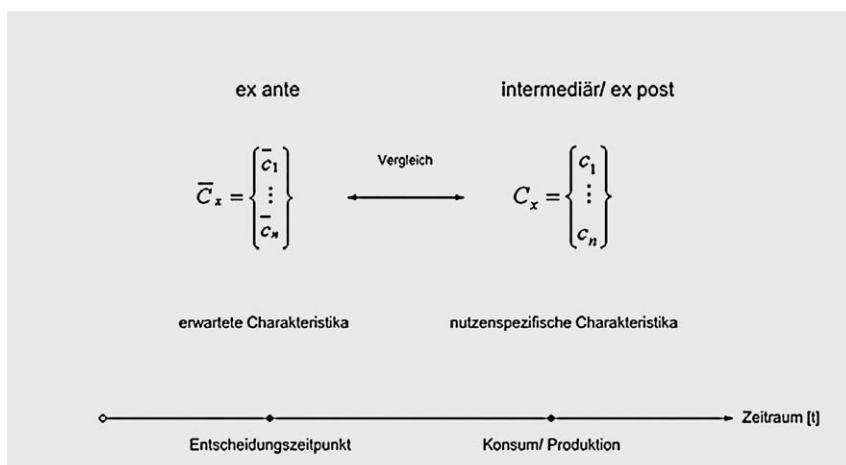 ex ante
intermediär/ ex post
Vergleich
C̅ₓ = { c̅₁ ⋮ c̅ₙ }
Cₓ = { c₁ ⋮ cₙ }
erwartete Charakteristika
nutzenspezifische Charakteristika
Zeitraum [t]
Entscheidungszeitpunkt
Konsum/ Produktion